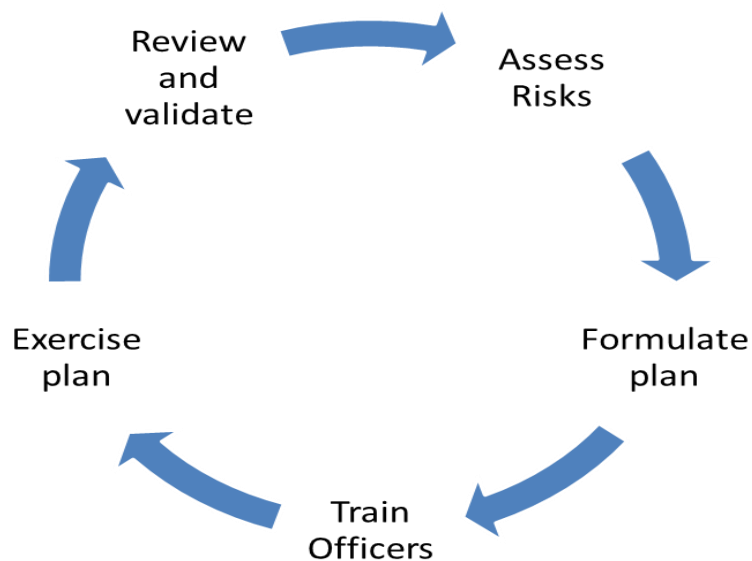 Review
and
validate
Assess
Risks
Formulate
plan
Train
Officers
Exercise
plan